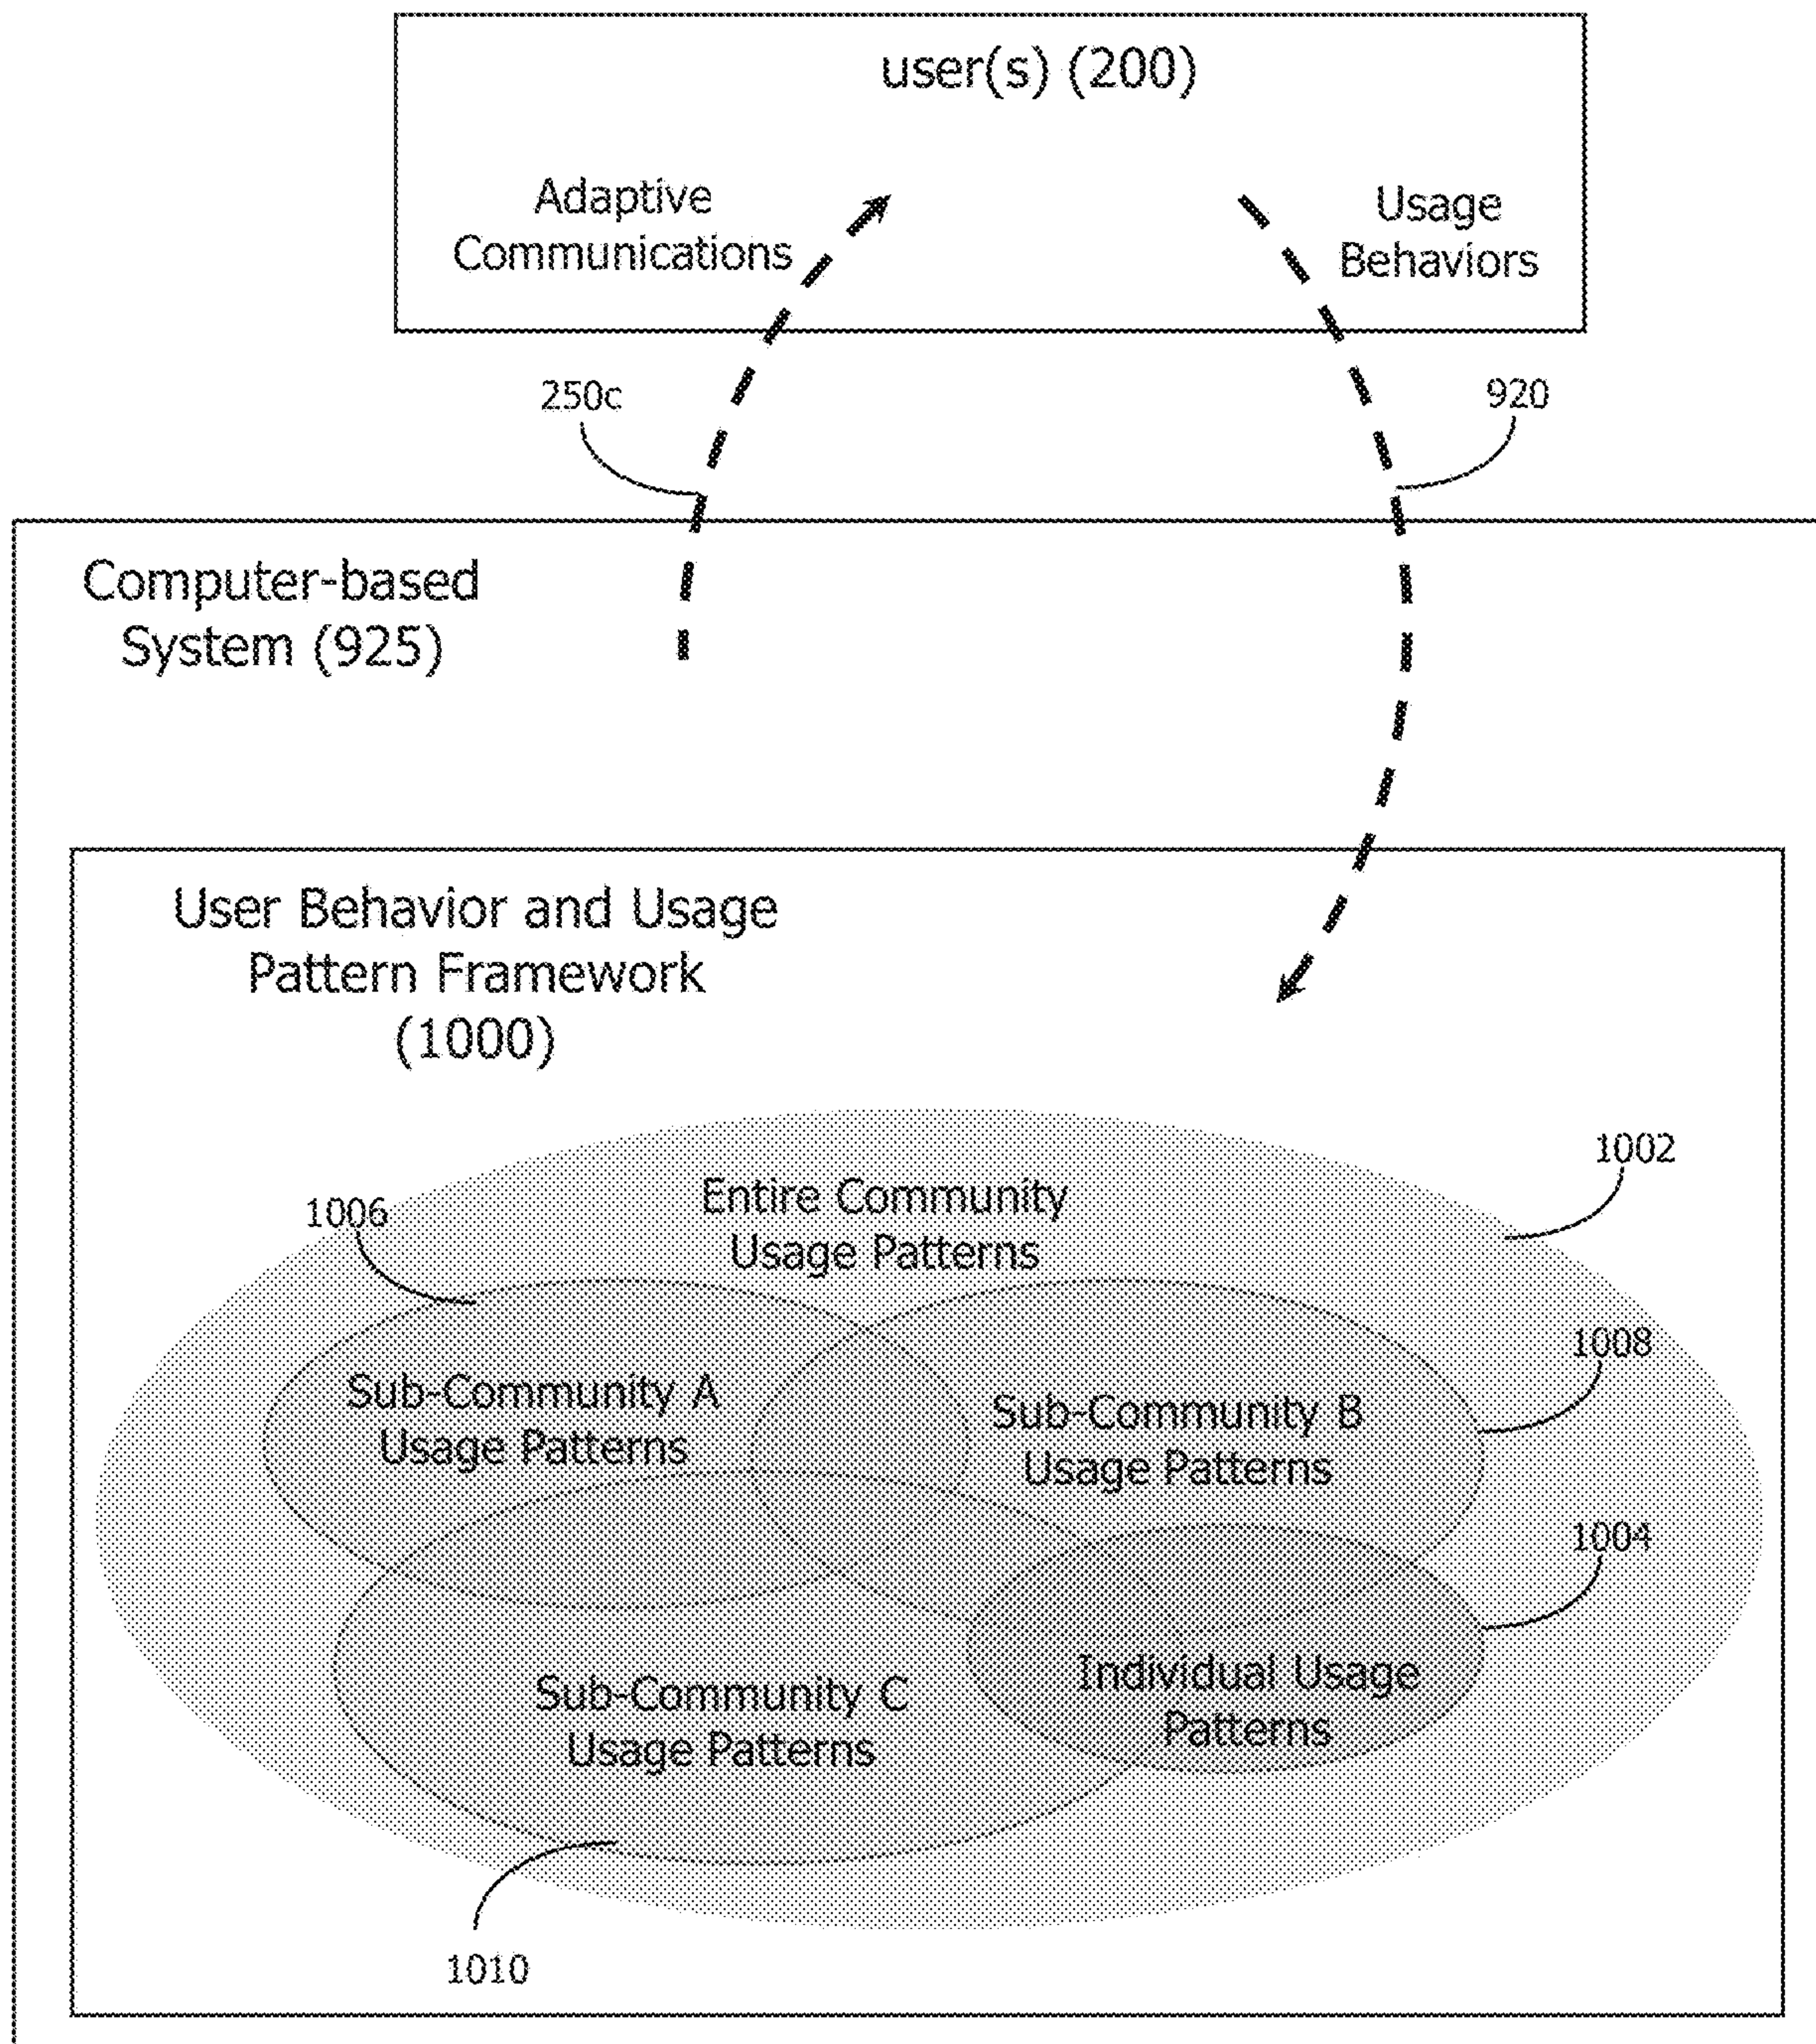 user(s) (200)
Adaptive
Communications
Usage
Behaviors
250c
920
Computer-based
System (925)
User Behavior and Usage
Pattern Framework
(1000)
1002
Entire Community
Usage Patterns
1006
1008
Sub-Community A
Usage Patterns
Sub-Community B
Usage Patterns
1004
Individual Usage
Patterns
Sub-Community C
Usage Patterns
1010